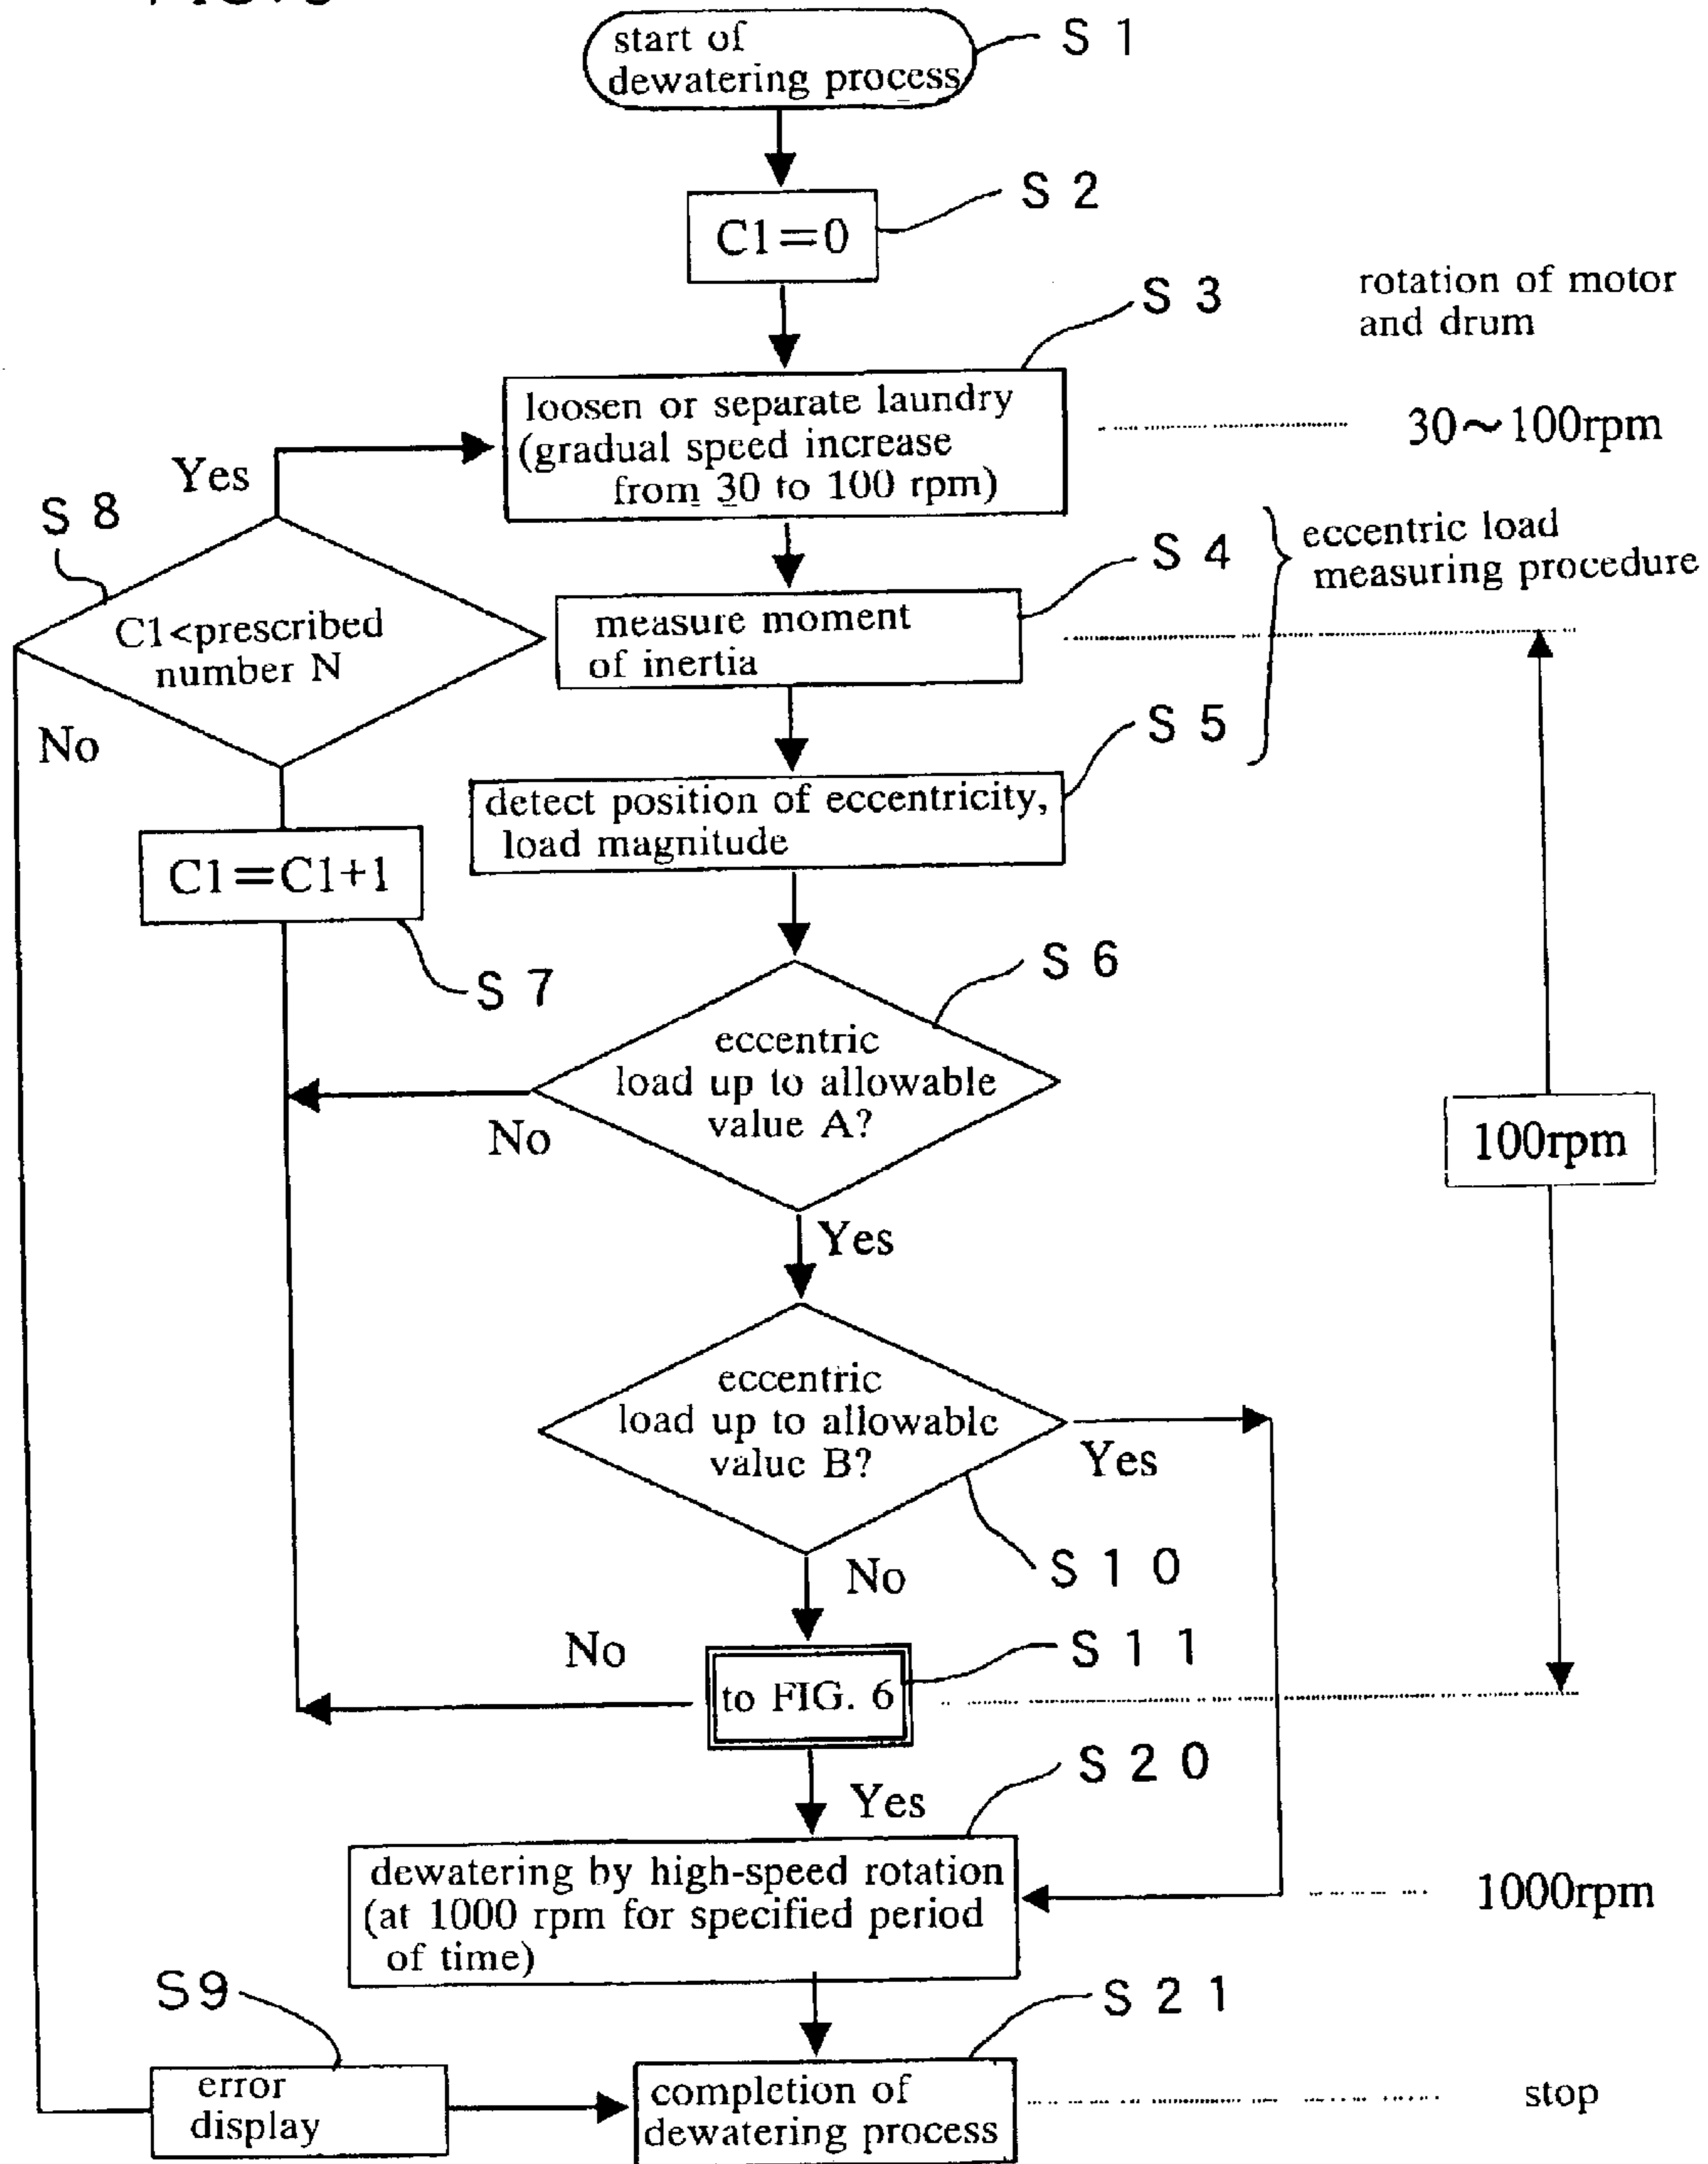 start of
dewatering process
S 1
C1=0
S 2
S 3
rotation of motor
and drum
loosen or separate laundry
(gradual speed increase
from 30 to 100 rpm)
30~100rpm
Yes
S 8
C1<prescribed
number N
No
measure moment
of inertia
S 4
eccentric load
measuring procedure
S 5
detect position of eccentricity,
load magnitude
C1=C1+1
S 7
S 6
eccentric
load up to allowable
value A?
No
Yes
100rpm
eccentric
load up to allowable
value B?
Yes
S 1 0
No
No
S 1 1
to FIG. 6
S 2 0
Yes
dewatering by high-speed rotation
(at 1000 rpm for specified period
of time)
1000rpm
S9
S 2 1
error
display
completion of
dewatering process
stop